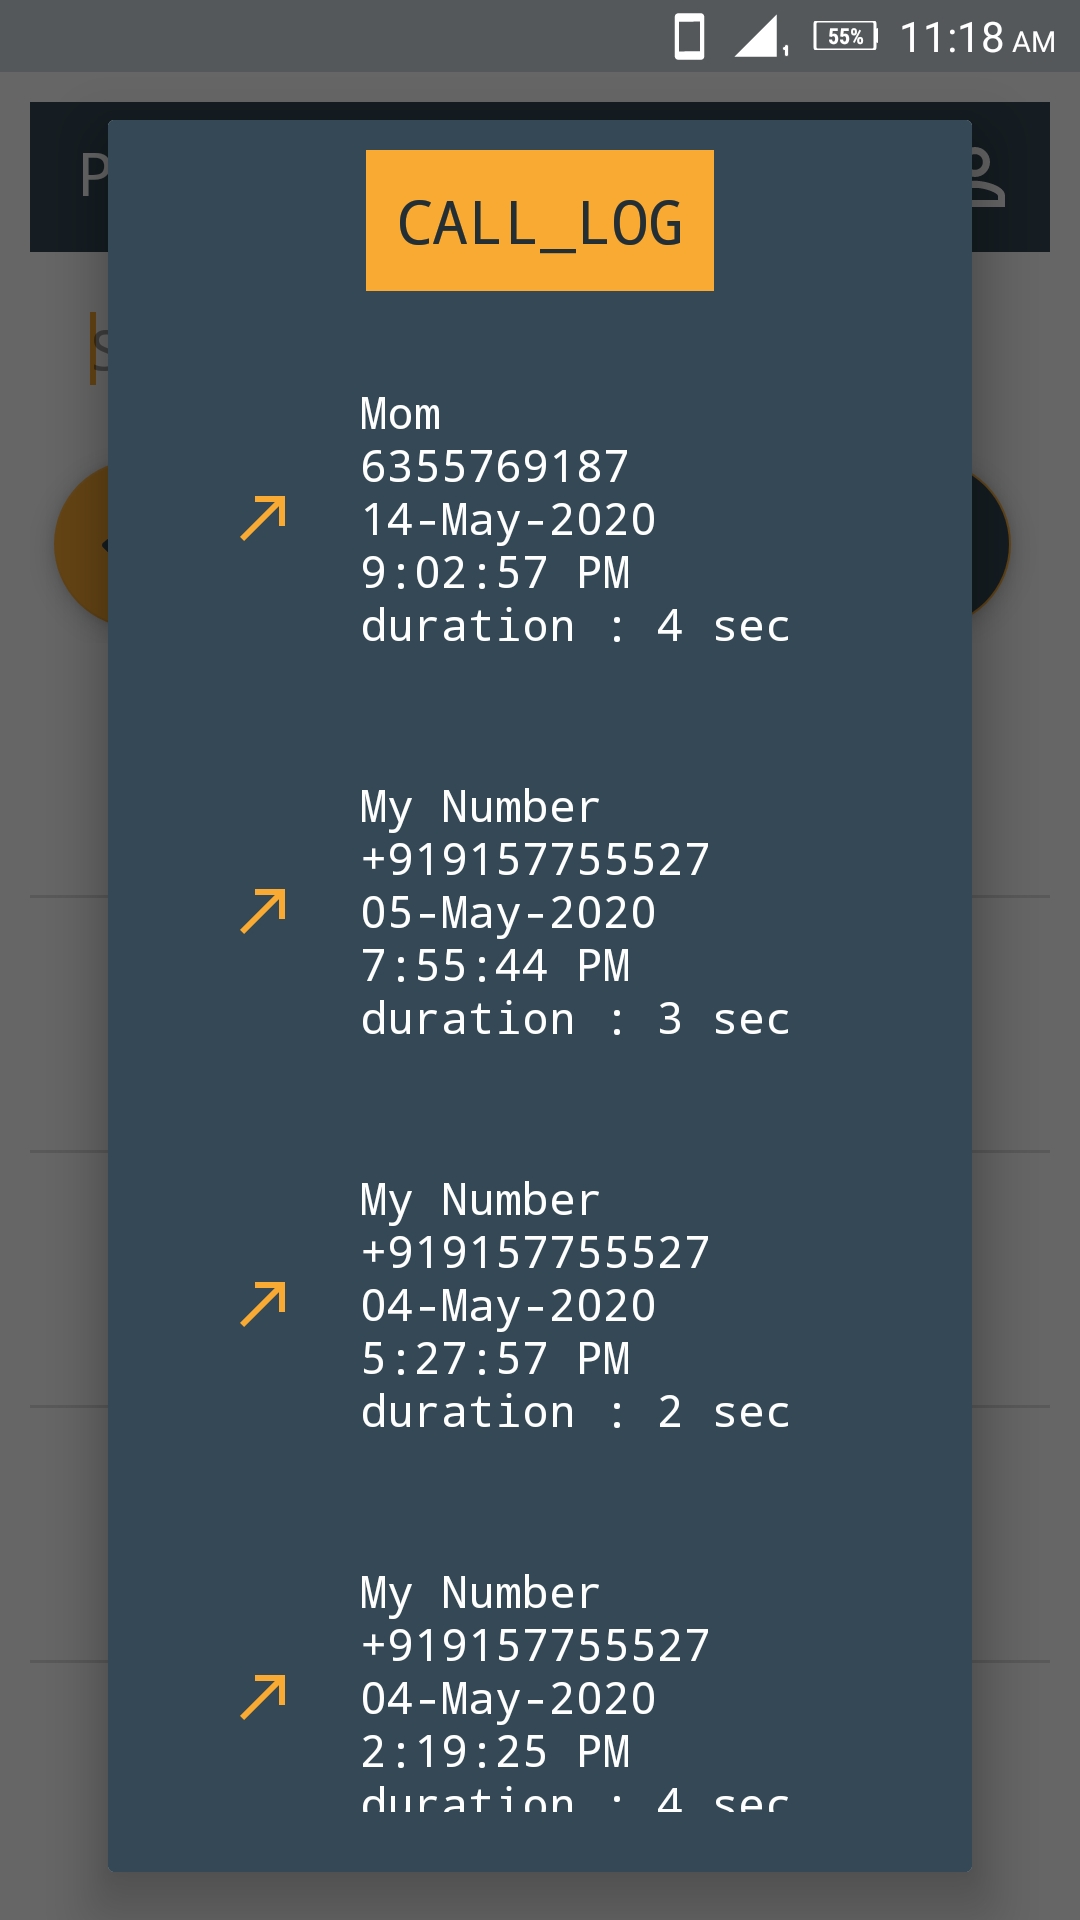 55% 11:18 AM
P
CALL_LOG
S
Mom
6355769187
14-May-2020
9:02:57 PM
duration : 4 sec
My Number
+919157755527
05-May-2020
7:55:44 PM
duration : 3 sec
My Number
+919157755527
04-May-2020
5:27:57 PM
duration : 2 sec
My Number
+919157755527
04-May-2020
2:19:25 PM
duration : 4 sec